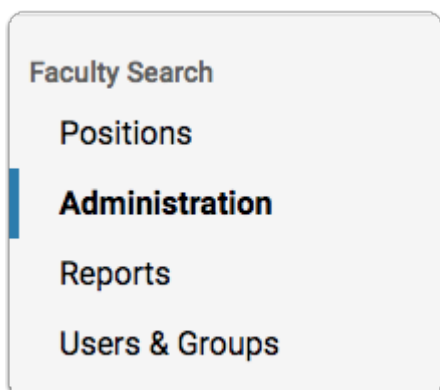 Faculty Search
Positions
Administration
Reports
Users & Groups